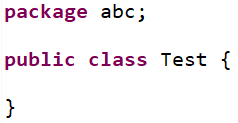 package abc;
public class Test {
}